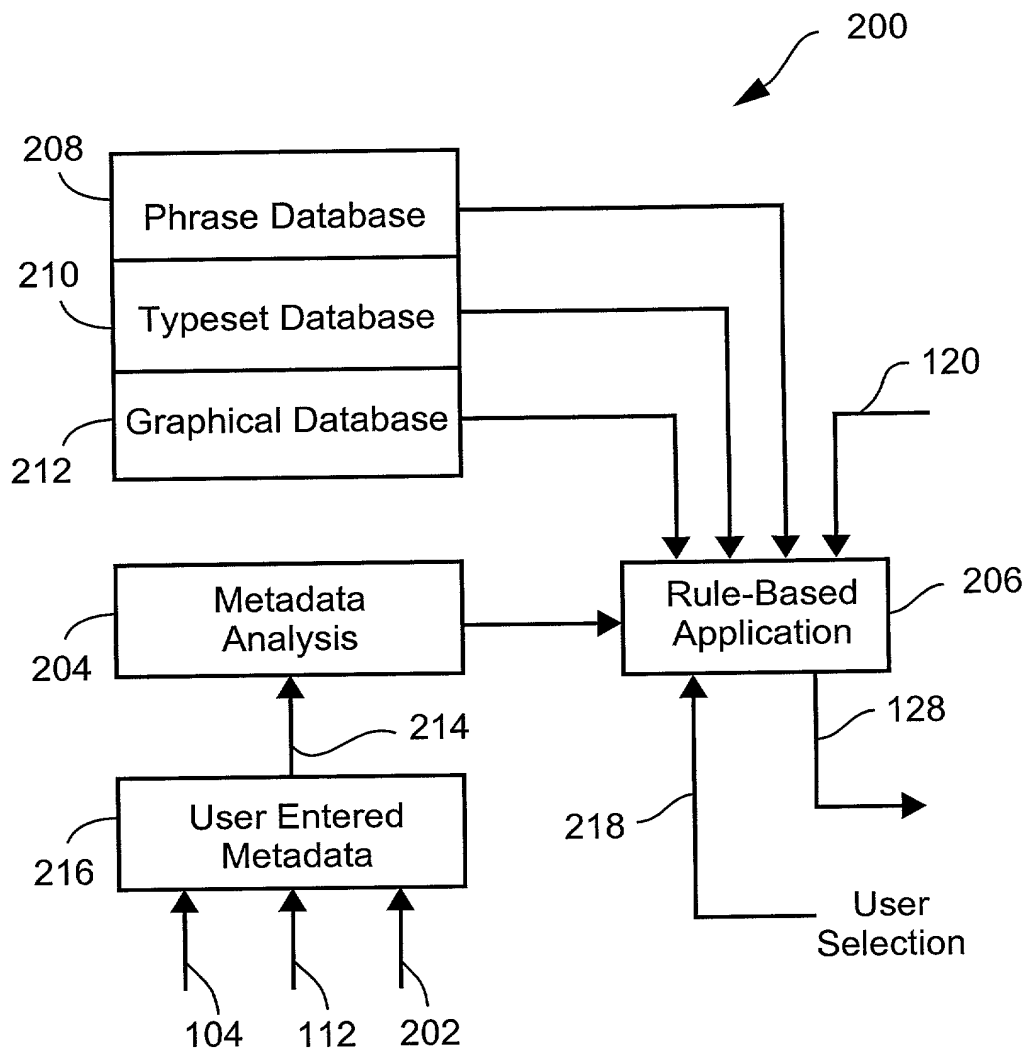 200
208
Phrase Database
210
Typeset Database
120
Graphical Database
212
Metadata
Analysis
204
Rule-Based
Application
206
214
128
User Entered
Metadata
216
218
User
Selection
104
112
202